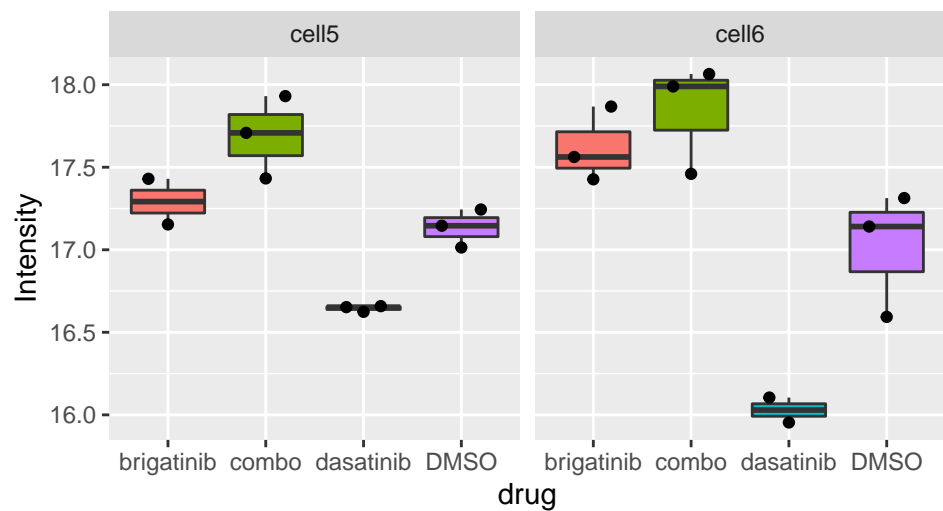 cell5 cell6
18.0
17.5
17.0
16.5
16.0
Intensity
brigatinib combo dasatinib DMSO brigatinib combo dasatinib DMSO
drug